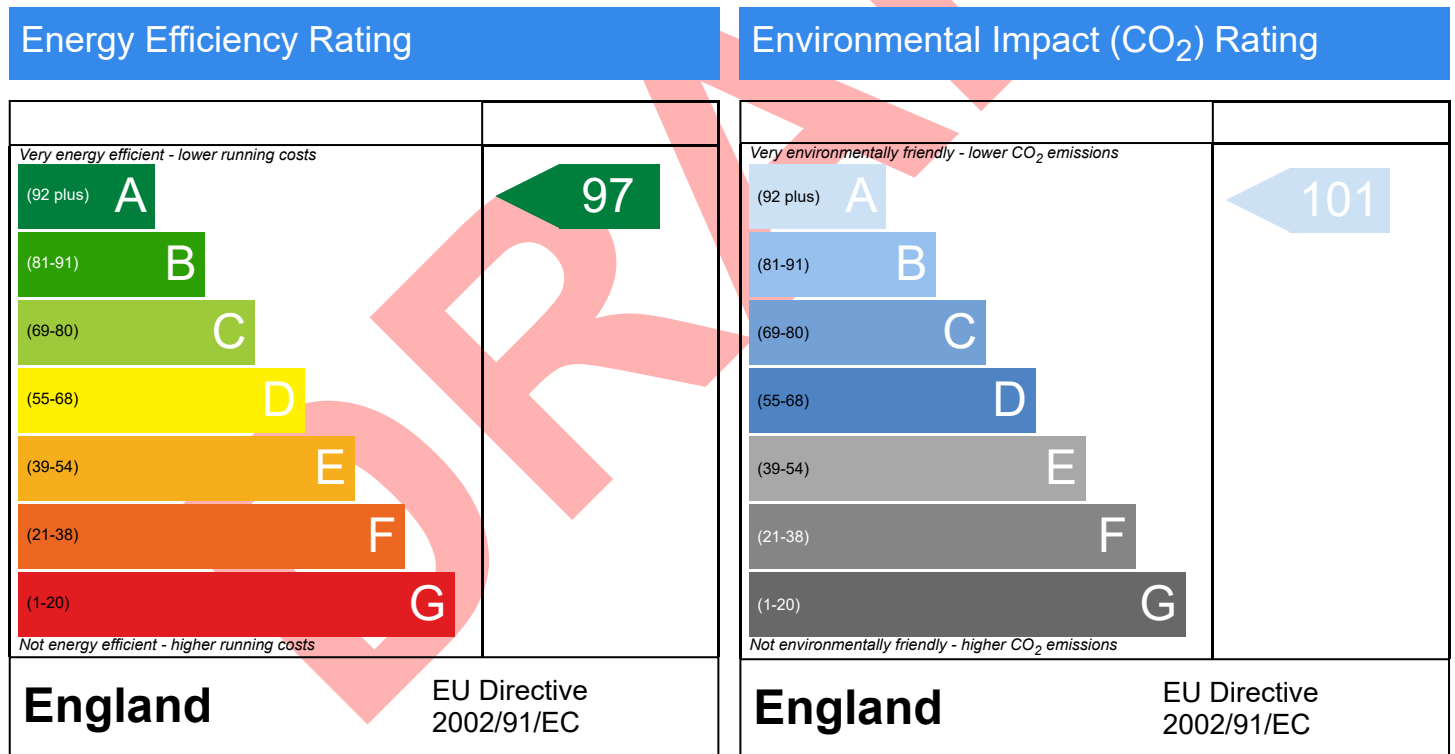 Energy Efficiency Rating
Very energy efficient - lower running costs
(92 plus) A
97
(81-91) B
(69-80) C
(55-68) D
(39-54) E
(21-38) F
(1-20) G
Not energy efficient - higher running costs
England
EU Directive
2002/91/EC
Environmental Impact (CO₂) Rating
Very environmentally friendly - lower CO₂ emissions
(92 plus) A
101
(81-91) B
(69-80) C
(55-68) D
(39-54) E
(21-38) F
(1-20) G
Not environmentally friendly - higher CO₂ emissions
England
EU Directive
2002/91/EC